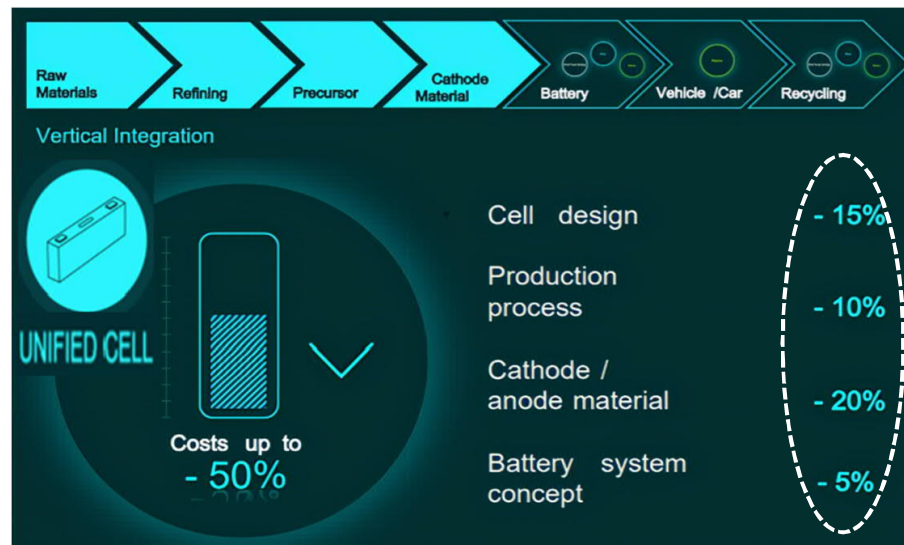 Raw
Materials
Refining
Precursor
Cathode
Material
Battery
Vehicle /Car
Recycling
Vertical Integration
UNIFIED CELL
Costs up to
- 50%
Cell design
- 15%
Production
process
- 10%
Cathode /
anode material
- 20%
Battery system
concept
- 5%